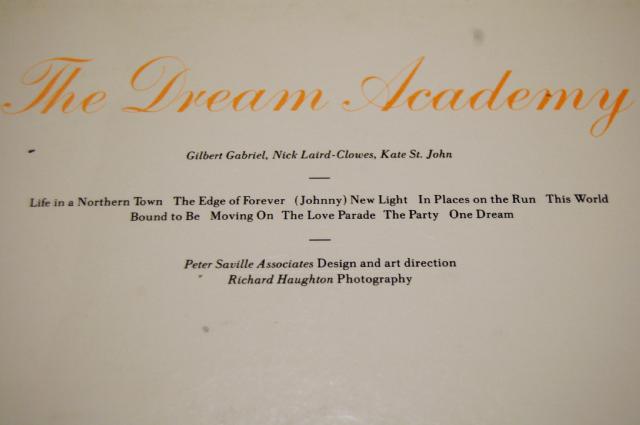 The Dream Academy
Gilbert Gabriel, Nick Laird-Clowes, Kate St. John
Life in a Northern Town The Edge of Forever (Johnny) New Light In Places on the Run This World
Bound to Be Moving On The Love Parade The Party One Dream
Peter Saville Associates Design and art direction
Richard Haughton Photography